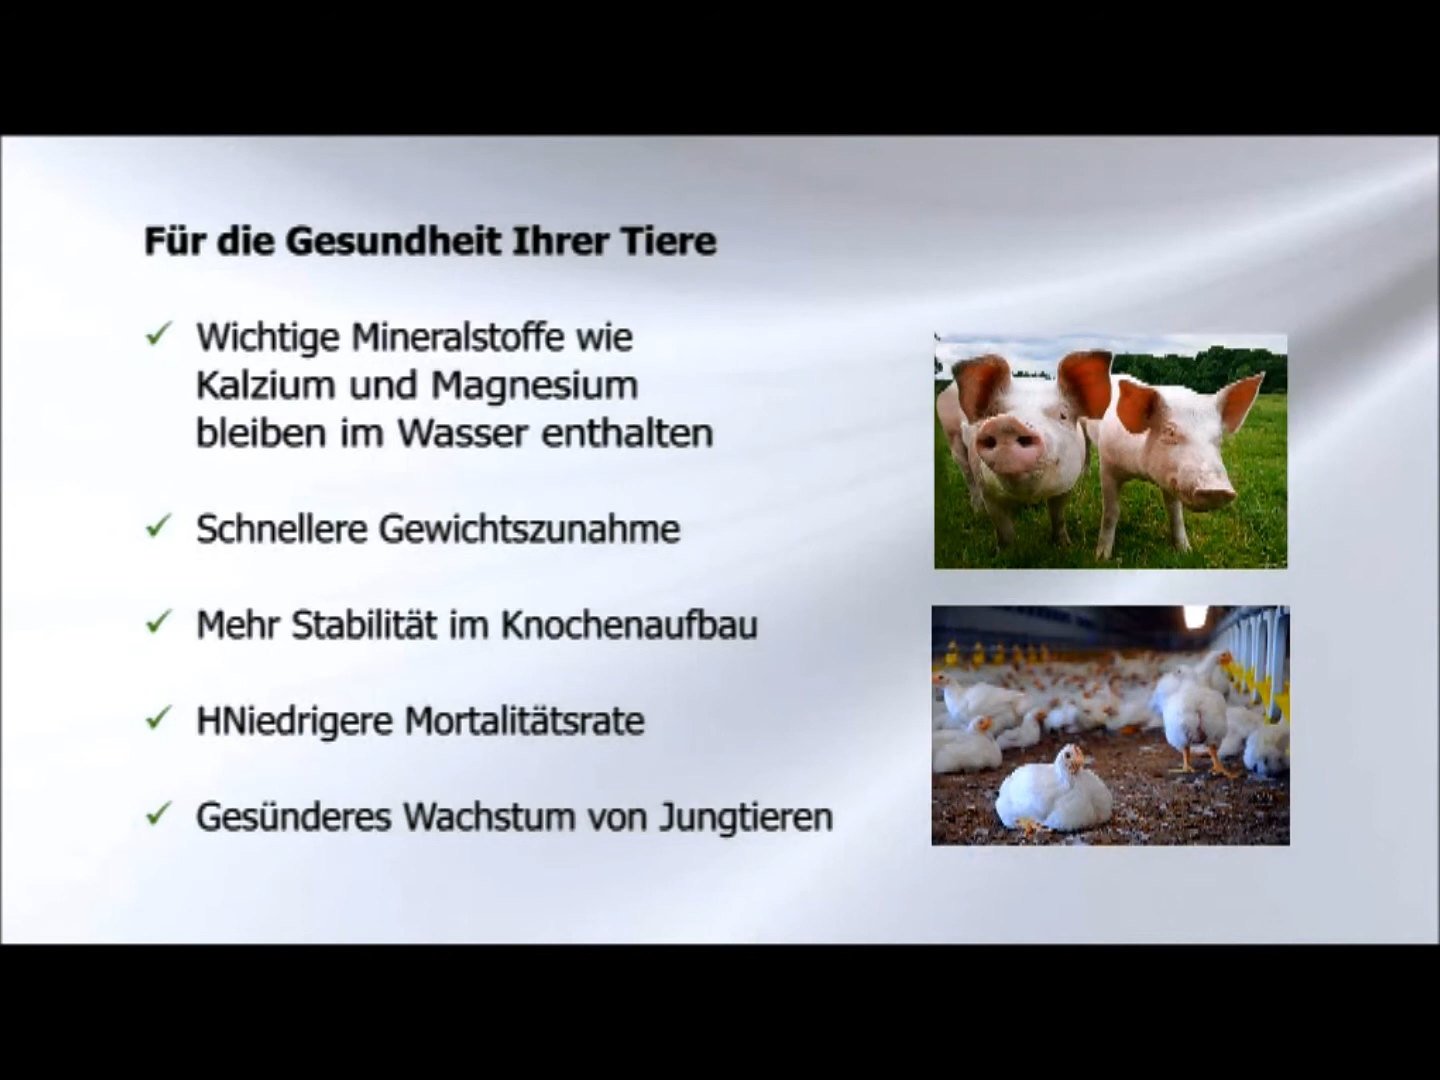 Für die Gesundheit Ihrer Tiere
✓ Wichtige Mineralstoffe wie
Kalzium und Magnesium
bleiben im Wasser enthalten
✓ Schnellere Gewichtszunahme
✓ Mehr Stabilität im Knochenaufbau
✓ HNiedrigere Mortalitätsrate
✓ Gesünderes Wachstum von Jungtieren